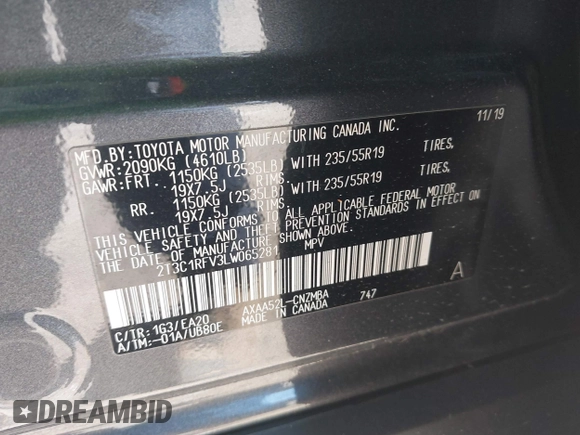 MFD.BY:TOYOTA MOTOR MANUFACTURING CANADA INC. 11/19
GVWR:2090KG (4610LB)
GAWR:FRT. 1150KG (2535LB) WITH 235/55R19 TIRES,
19X7.5J RIMS,
RR. 1150KG (2535LB) WITH 235/55R19 TIRES,
19X7.5J RIMS,
THIS VEHICLE CONFORMS TO ALL APPLICABLE FEDERAL MOTOR
VEHICLE SAFETY AND THEFT PREVENTION STANDARDS IN EFFECT ON
THE DATE OF MANUFACTURE SHOWN ABOVE.
2T3C1RFV3LW065281 MPV
A
C/TR:1G3/EA20 AXAA52L-CNZMBA 747
A/TM:-01A/UB80E MADE IN CANADA
DREAMBID